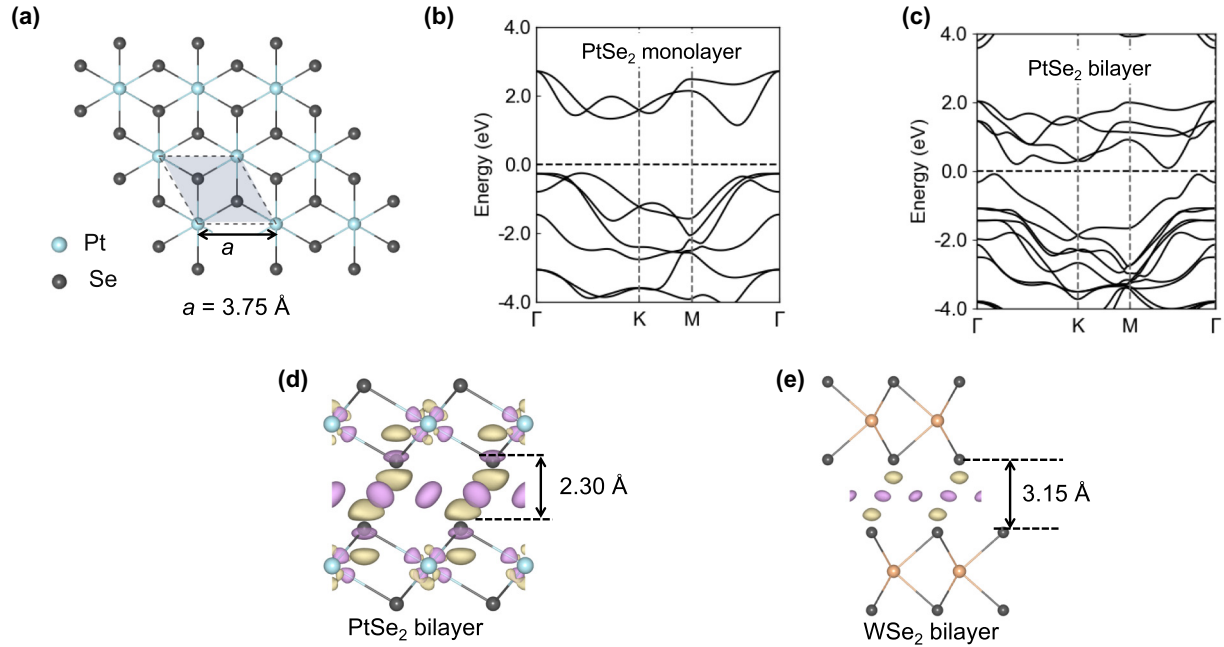 (a)
Pt
Se
a
a = 3.75 Å
(b)
PtSe₂ monolayer
Energy (eV)
4.0
2.0
0.0
-2.0
-4.0
Γ K M Γ
(c)
PtSe₂ bilayer
Energy (eV)
4.0
2.0
0.0
-2.0
-4.0
Γ K M Γ
(d)
2.30 Å
PtSe₂ bilayer
(e)
3.15 Å
WSe₂ bilayer